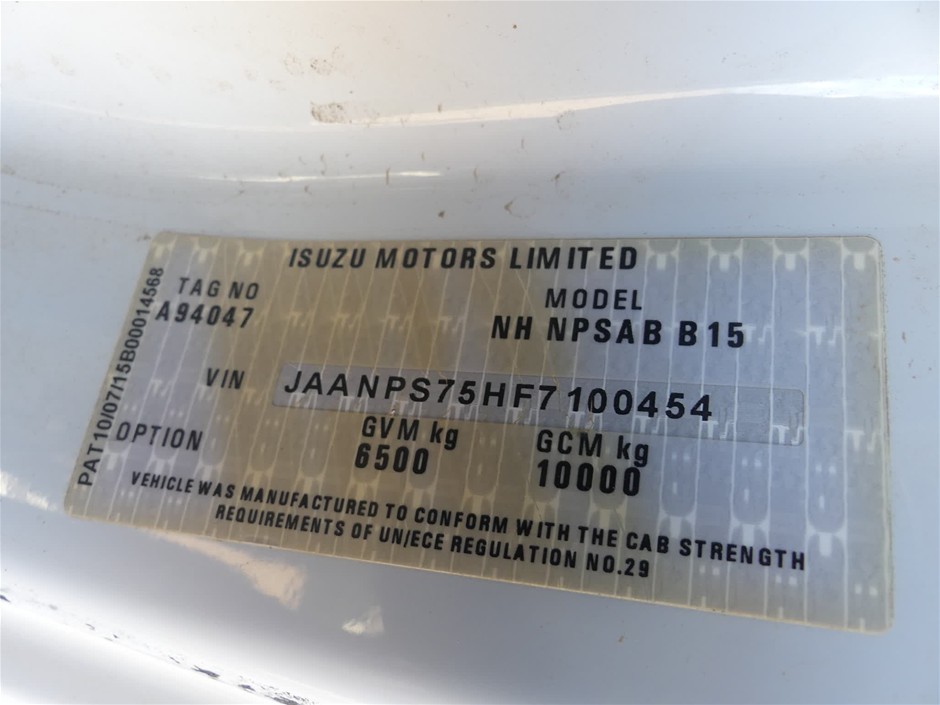 ISUZU MOTORS LIMITED
TAG NO
A94047
MODEL
NH NPSAB B15
VIN
JAANPS75HF7100454
OPTION
GVM kg
6500
GCM kg
10000
VEHICLE WAS MANUFACTURED TO CONFORM WITH THE CAB STRENGTH
REQUIREMENTS OF UN/ECE REGULATION NO.29
PAT10/07/15B00014568